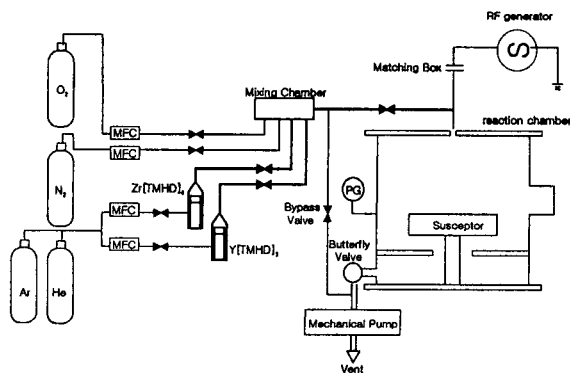 RF generator
S
Matching Box
O₂
Mixing Chamber
MFC
reaction chamber
N₂
MFC
Zr[TMHD]₄
PG
MFC
Bypass
Valve
Susceptor
MFC
Y[TMHD]₃
Butterfly
Valve
Ar
He
Mechanical Pump
Vent